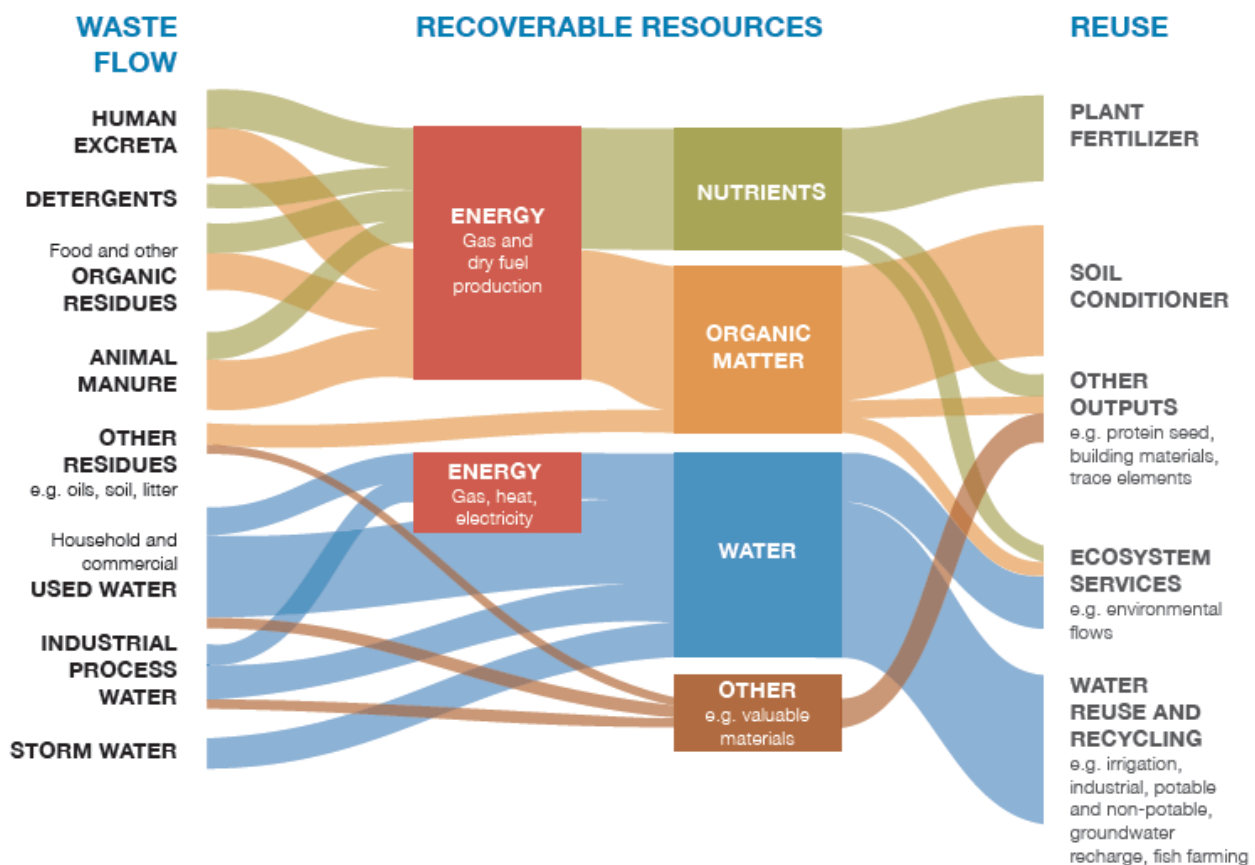 WASTE
FLOW
RECOVERABLE RESOURCES
REUSE
HUMAN
EXCRETA
DETERGENTS
Food and other
ORGANIC
RESIDUES
ANIMAL
MANURE
OTHER
RESIDUES
e.g. oils, soil, litter
Household and
commercial
USED WATER
INDUSTRIAL
PROCESS
WATER
STORM WATER
ENERGY
Gas and
dry fuel
production
ENERGY
Gas, heat,
electricity
NUTRIENTS
ORGANIC
MATTER
WATER
OTHER
e.g. valuable
materials
PLANT
FERTILIZER
SOIL
CONDITIONER
OTHER
OUTPUTS
e.g. protein seed,
building materials,
trace elements
ECOSYSTEM
SERVICES
e.g. environmental
flows
WATER
REUSE AND
RECYCLING
e.g. irrigation,
industrial, potable
and non-potable,
groundwater
recharge, fish farming